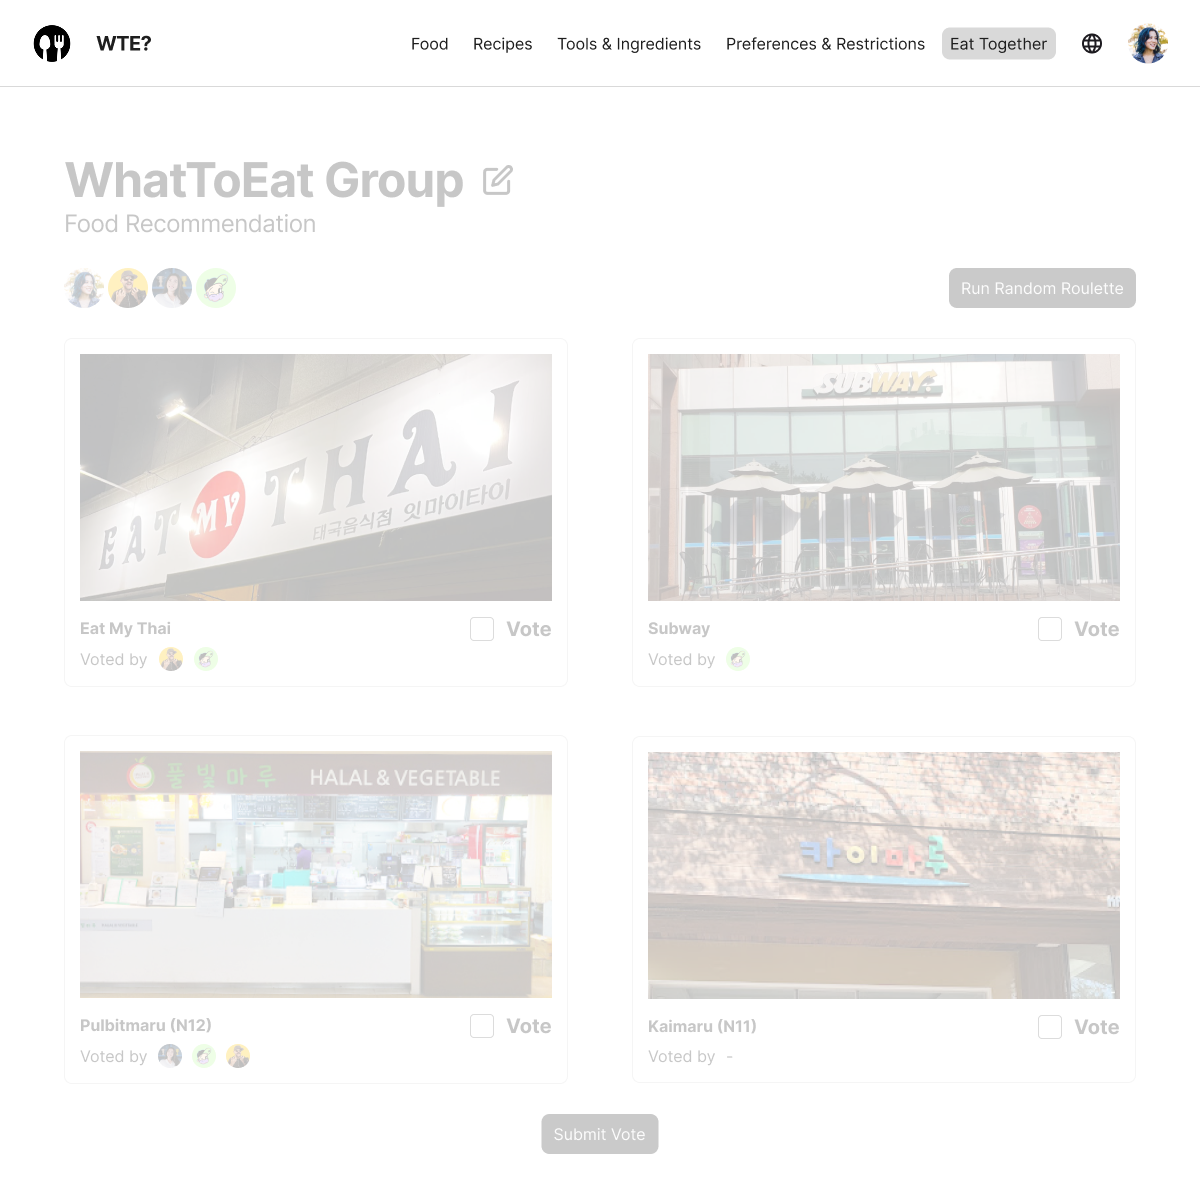 WTE?
Food
Recipes
Tools & Ingredients
Preferences & Restrictions
Eat Together
WhatToEat Group
Food Recommendation
Run Random Roulette
EAT MY THAI
태국음식점 잇마이타이
Eat My Thai
Vote
Voted by
SUBWAY
Subway
Vote
Voted by
풀빛마루 HALAL & VEGETABLE
Pulbitmaru (N12)
Vote
Voted by
카이마루
Kaimaru (N11)
Vote
Voted by -
Submit Vote